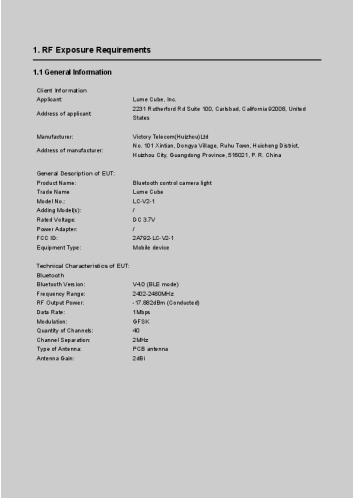 1. RF Exposure Requirements
1.1 General Information
Client Information
Applicant: Lume Cube, Inc.
Address of applicant: 2231 Rutherford Rd Suite 100, Carlsbad, California 92008, United
States
Manufacturer: Victory Telecom(Huizhou)Ltd
Address of manufacturer: No. 101 Xintian, Dongya Village, Ruhu Town, Huicheng District,
Huizhou City, Guangdong Province, 516021, P. R. China
General Description of EUT:
Product Name: Bluetooth control camera light
Trade Name Lume Cube
Model No.: LC-V2-1
Adding Model(s): /
Rated Voltage: DC 3.7V
Power Adapter: /
FCC ID: 2A792-LC-V2-1
Equipment Type: Mobile device
Technical Characteristics of EUT:
Bluetooth
Bluetooth Version: V4.0 (BLE mode)
Frequency Range: 2402-2480MHz
RF Output Power: -17.882dBm (Conducted)
Data Rate: 1Mbps
Modulation: GFSK
Quantity of Channels: 40
Channel Separation: 2MHz
Type of Antenna: PCB antenna
Antenna Gain: 2dBi